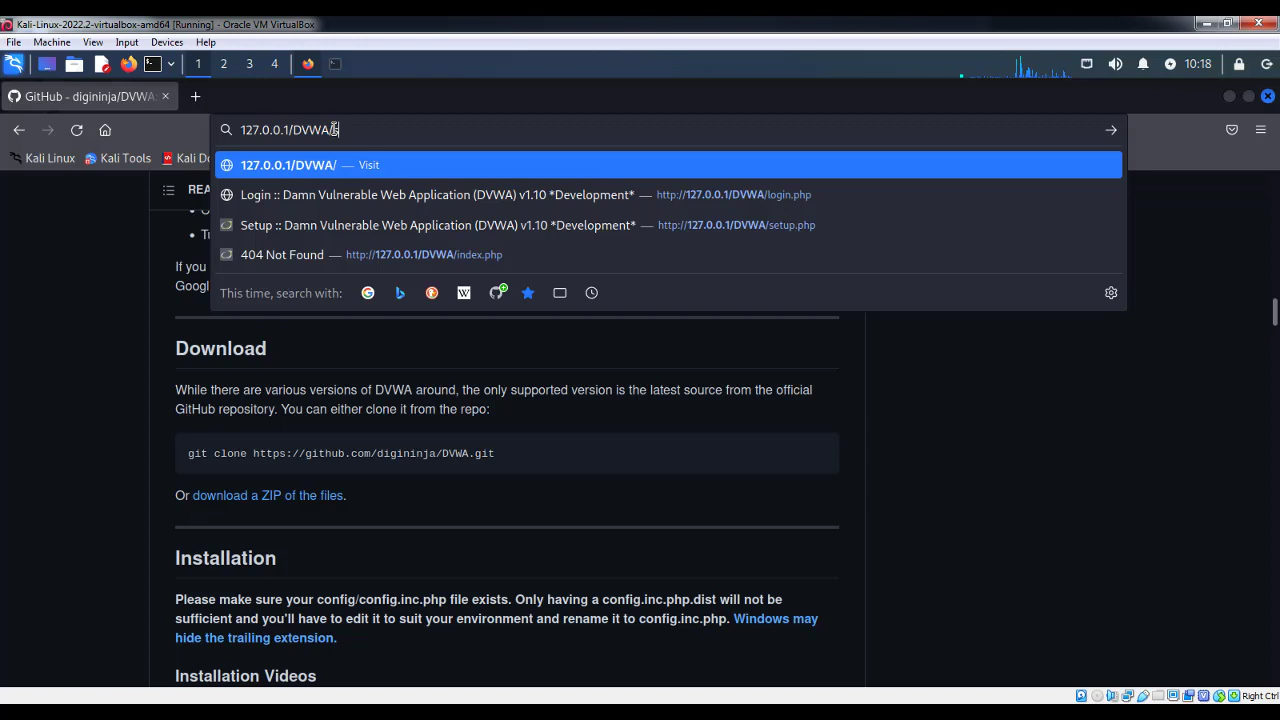 Kali-Linux-2022.2-virtualbox-amd64 [Running] - Oracle VM VirtualBox
File Machine View Input Devices Help
1 2 3 4 10:18
GitHub - digininja/DVWA:
127.0.0.1/DVWA/s
Kali Linux Kali Tools Kali Do
127.0.0.1/DVWA/ — Visit
Login :: Damn Vulnerable Web Application (DVWA) v1.10 *Development* — http://127.0.0.1/DVWA/login.php
REA
Setup :: Damn Vulnerable Web Application (DVWA) v1.10 *Development* — http://127.0.0.1/DVWA/setup.php
404 Not Found — http://127.0.0.1/DVWA/index.php
If you
Googl
This time, search with:
Download
While there are various versions of DVWA around, the only supported version is the latest source from the official
GitHub repository. You can either clone it from the repo:
git clone https://github.com/digininja/DVWA.git
Or download a ZIP of the files.
Installation
Please make sure your config/config.inc.php file exists. Only having a config.inc.php.dist will not be
sufficient and you'll have to edit it to suit your environment and rename it to config.inc.php. Windows may
hide the trailing extension.
Installation Videos
Right Ctrl